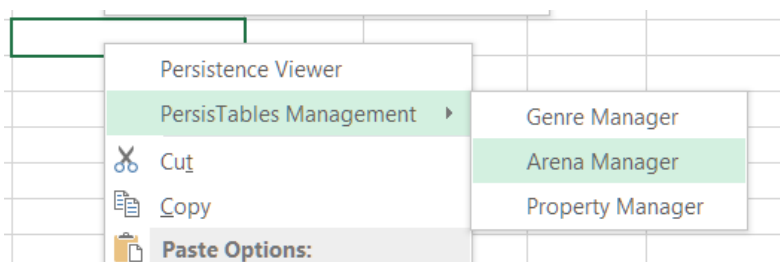 Persistence Viewer
PersisTables Management
Genre Manager
Arena Manager
Property Manager
Cut
Copy
Paste Options: